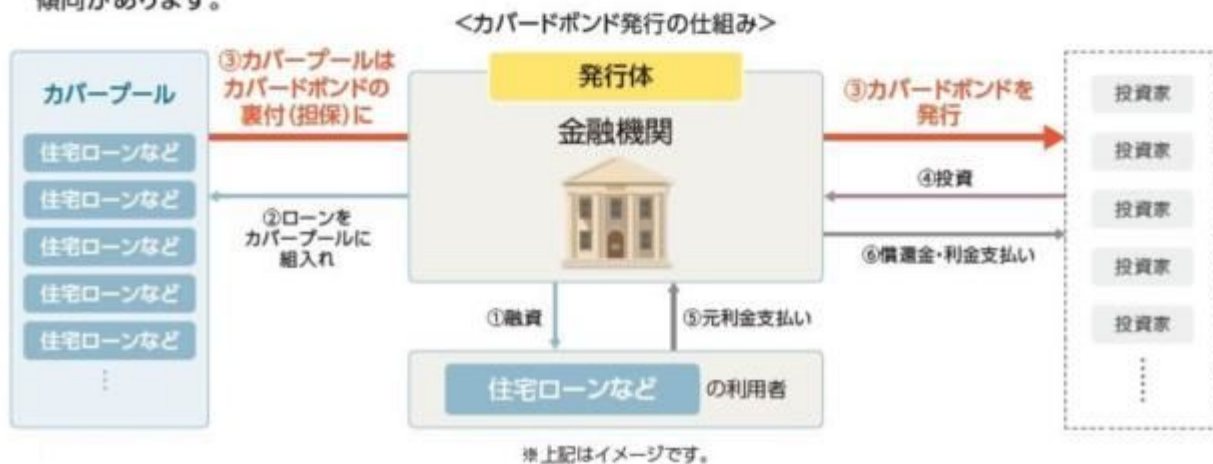 傾向があります。
<カバードボンド発行の仕組み>
カバープール
住宅ローンなど
住宅ローンなど
住宅ローンなど
住宅ローンなど
住宅ローンなど
③カバープールは
カバードボンドの
裏付(担保)に
②ローンを
カバープールに
組入れ
発行体
金融機関
①融資
⑤元利金支払い
住宅ローンなど の利用者
③カバードボンドを
発行
④投資
⑥償還金・利金支払い
投資家
投資家
投資家
投資家
投資家
※上記はイメージです。